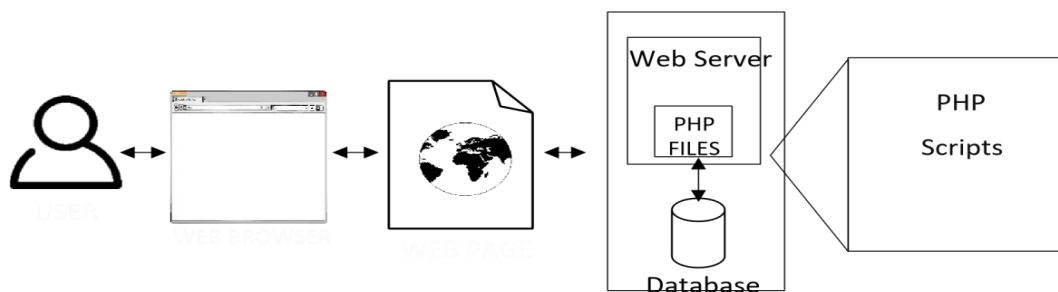 USER
WEB BROWSER
WEB PAGE
Web Server
PHP
FILES
Database
PHP
Scripts